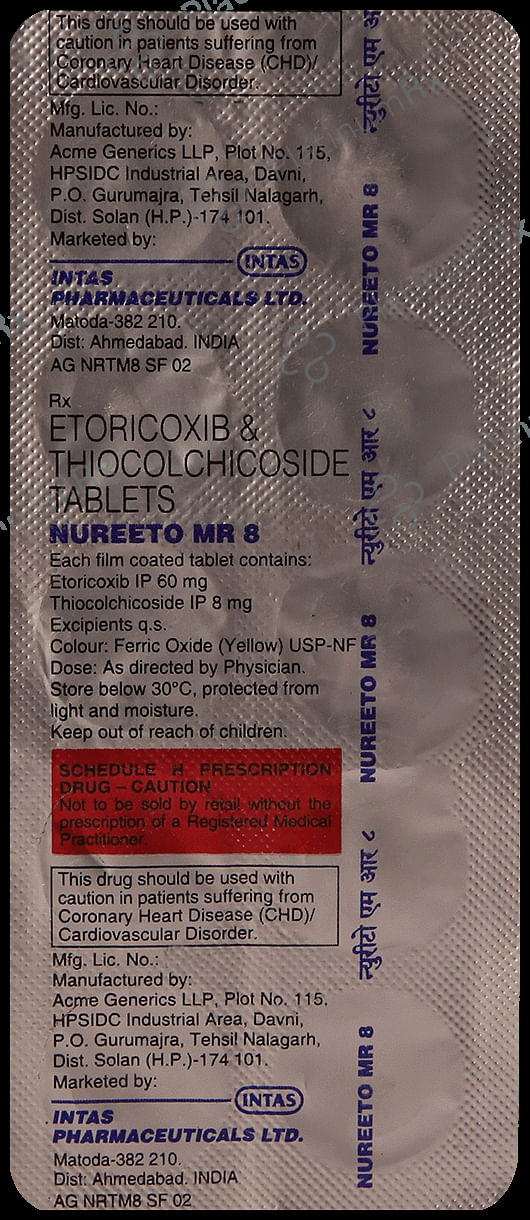 This drug should be used with
caution in patients suffering from
Coronary Heart Disease (CHD)/
Cardiovascular Disorder.
Mfg. Lic. No.:
Manufactured by:
Acme Generics LLP, Plot No. 115,
HPSIDC Industrial Area, Davni,
P.O. Gurumajra, Tehsil Nalagarh,
Dist. Solan (H.P.)-174 101.
Marketed by:
INTAS
INTAS
PHARMACEUTICALS LTD.
Matoda-382 210.
Dist: Ahmedabad. INDIA
AG NRTM8 SF 02
Rx
ETORICOXIB &
THIOCOLCHICOSIDE
TABLETS
NUREETO MR 8
Each film coated tablet contains:
Etoricoxib IP 60 mg
Thiocolchicoside IP 8 mg
Excipients q.s.
Colour: Ferric Oxide (Yellow) USP-NF
Dose: As directed by Physician.
Store below 30°C, protected from
light and moisture.
Keep out of reach of children.
SCHEDULE H PRESCRIPTION
DRUG – CAUTION
Not to be sold by retail without the
prescription of a Registered Medical
Practitioner.
This drug should be used with
caution in patients suffering from
Coronary Heart Disease (CHD)/
Cardiovascular Disorder.
Mfg. Lic. No.:
Manufactured by:
Acme Generics LLP, Plot No. 115,
HPSIDC Industrial Area, Davni,
P.O. Gurumajra, Tehsil Nalagarh,
Dist. Solan (H.P.)-174 101.
Marketed by:
INTAS
INTAS
PHARMACEUTICALS LTD.
Matoda-382 210.
Dist: Ahmedabad. INDIA
AG NRTM8 SF 02
न्युरीटो एम
NUREETO MR 8
न्युरीटो एम आर ८
NUREETO MR 8
न्युरीटो एम आर ८
NUREETO MR 8